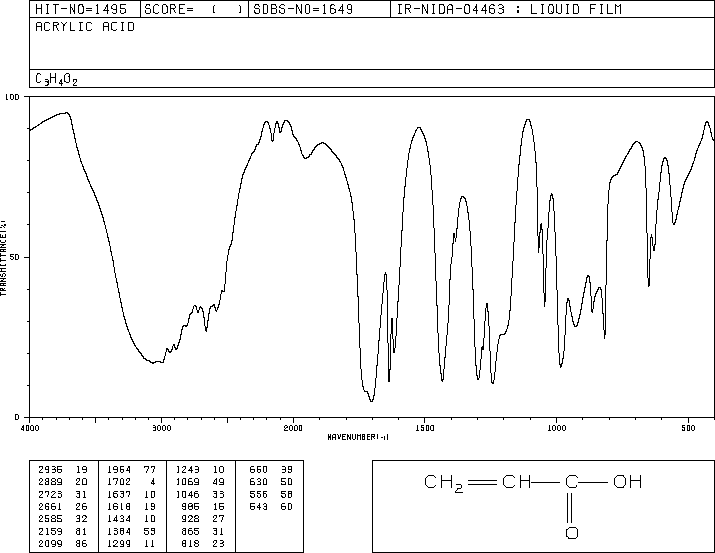 HIT-NO=1495 SCORE= ( ) SDBS-NO=1649 IR-NIDA-04463 : LIQUID FILM
ACRYLIC ACID
C3H4O2
100
50
0
TRANSMITTANCE(%)
4000 3000 2000 1500 1000 500
WAVENUMBER(-1)
2936 19 1964 77 1243 10 660 39
2889 20 1702 4 1069 49 630 50
2723 31 1637 10 1046 33 556 58
2661 26 1618 19 986 15 543 60
2585 32 1434 10 928 27
2159 81 1384 53 865 31
2099 86 1299 11 818 23
CH2 CH C OH
O